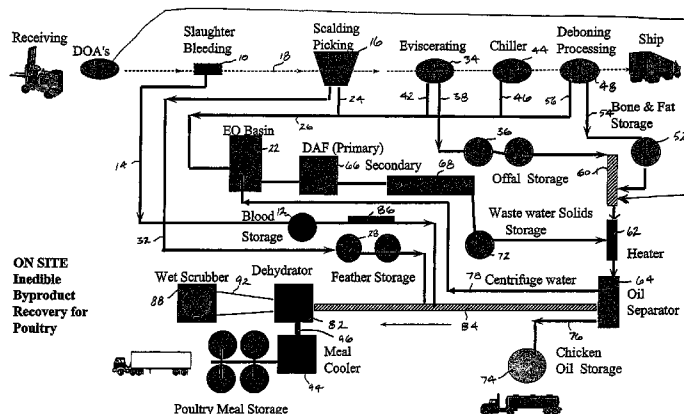 Receiving
DOA's
Slaughter
Bleeding
10
18
Scalding
Picking
16
Eviscerating
34
Chiller
44
Deboning
Processing
48
Ship
24
42
38
46
56
54
Bone & Fat
Storage
52
26
EQ Basin
22
DAF (Primary)
66
Secondary
68
36
Offal Storage
60
14
Blood
Storage
12
86
Waste water Solids
Storage
72
62
Heater
32
28
Feather Storage
78
Centrifuge water
64
Oil
Separator
ON SITE
Inedible
Byproduct
Recovery for
Poultry
Wet Scrubber
88
92
Dehydrator
82
84
96
Meal
Cooler
94
76
74
Chicken
Oil Storage
Poultry Meal Storage